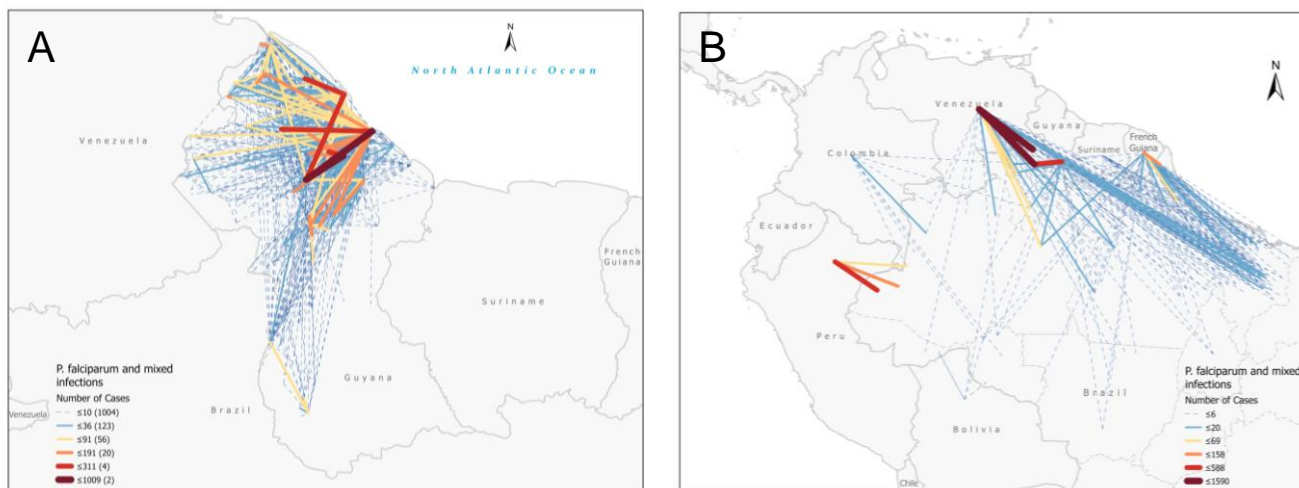 A
N
North Atlantic Ocean
Venezuela
French
Guiana
Suriname
Guyana
Brazil
Venezuela
P. falciparum and mixed
infections
Number of Cases
≤10 (1004)
≤36 (123)
≤91 (56)
≤191 (20)
≤311 (4)
≤1009 (2)
B
N
Venezuela
Guyana
French
Guiana
Suriname
Colombia
Ecuador
Peru
Brazil
Bolivia
Chile
P. falciparum and mixed
infections
Number of Cases
≤6
≤20
≤69
≤158
≤588
≤1590